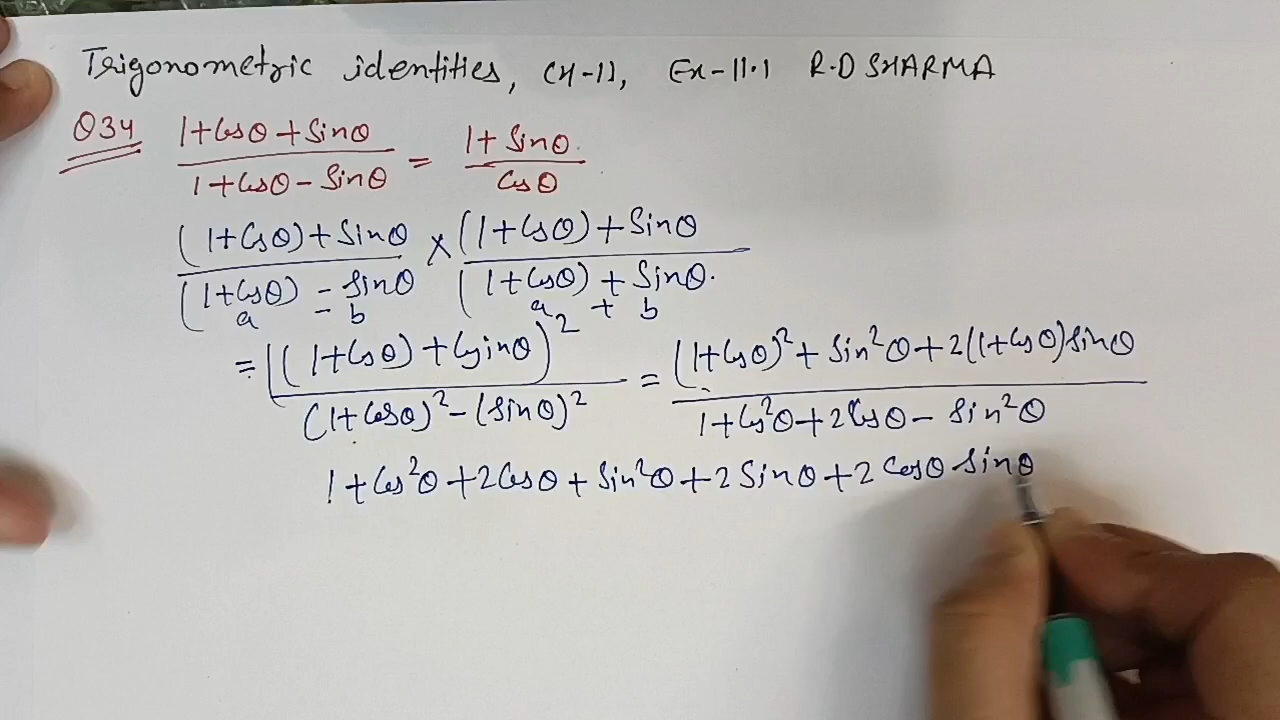 Trigonometric identities, CH-11, Ex-11.1 R.D SHARMA
Q34 1+Cosθ+Sinθ / 1+Cosθ-Sinθ = 1+Sinθ. / Cosθ
(1+Cosθ)+Sinθ / (1+Cosθ)-Sinθ × (1+Cosθ)+Sinθ / (1+Cosθ)+Sinθ.
a - b a + b
= ((1+Cosθ)+Sinθ)² / (1+Cosθ)²-(Sinθ)² = (1+Cosθ)²+Sin²θ+2(1+Cosθ)Sinθ / 1+Cos²θ+2Cosθ-Sin²θ
1+Cos²θ+2Cosθ+Sin²θ+2Sinθ+2Cosθ Sinθ